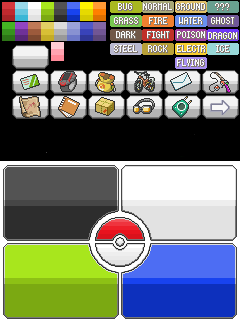 BUG NORMAL GROUND ???
GRASS FIRE WATER GHOST
DARK FIGHT POISON DRAGON
STEEL ROCK ELECTR ICE
FLYING